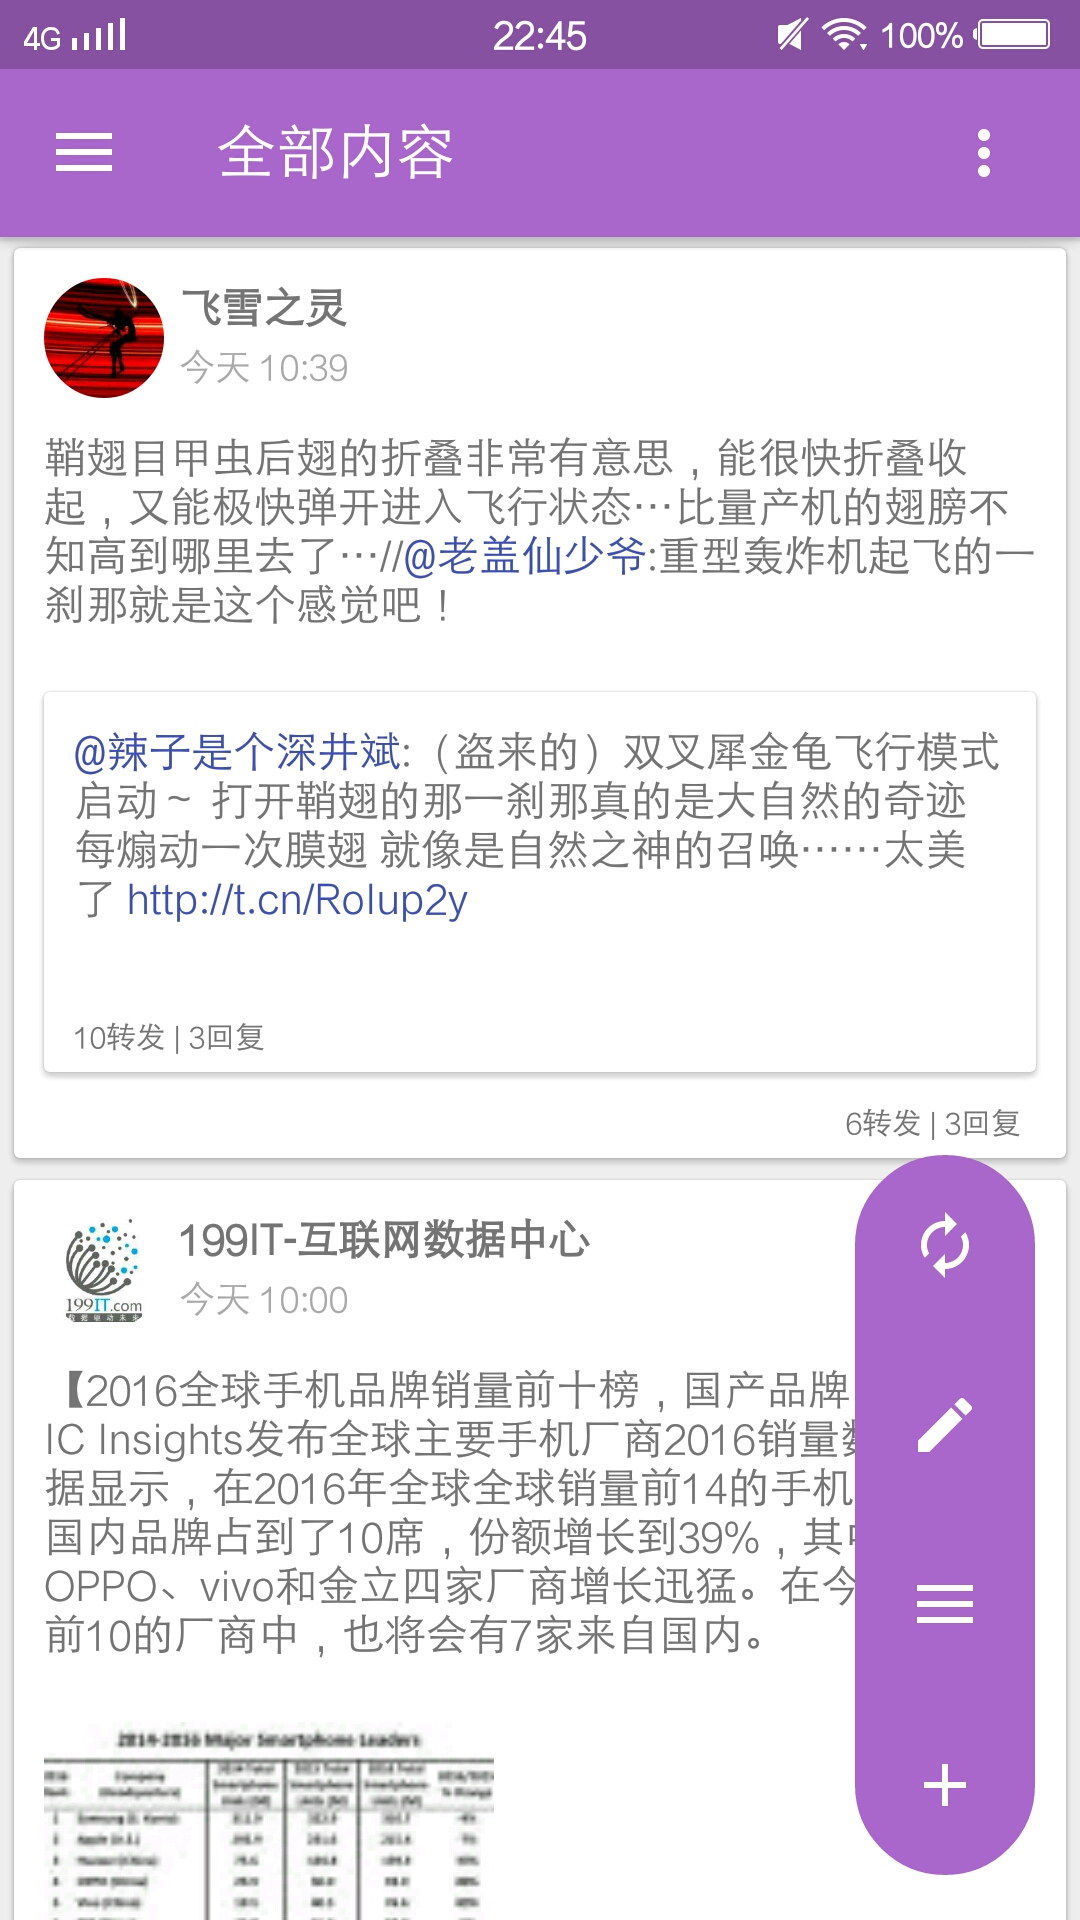 4G 22:45 100%
全部内容
飞雪之灵
今天 10:39
鞘翅目甲虫后翅的折叠非常有意思，能很快折叠收
起，又能极快弹开进入飞行状态…比量产机的翅膀不
知高到哪里去了…//@老盖仙少爷:重型轰炸机起飞的一
刹那就是这个感觉吧！
@辣子是个深井斌:（盗来的）双叉犀金龟飞行模式
启动～ 打开鞘翅的那一刹那真的是大自然的奇迹
每煽动一次膜翅 就像是自然之神的召唤……太美
了 http://t.cn/RoIup2y
10转发 | 3回复
6转发 | 3回复
199IT-互联网数据中心
199IT.com
今天 10:00
【2016全球手机品牌销量前十榜，国产品牌
IC Insights发布全球主要手机厂商2016销量数
据显示，在2016年全球全球销量前14的手机
国内品牌占到了10席，份额增长到39%，其中
OPPO、vivo和金立四家厂商增长迅猛。在今
前10的厂商中，也将会有7家来自国内。
2014-2016 Major Smartphone Leaders